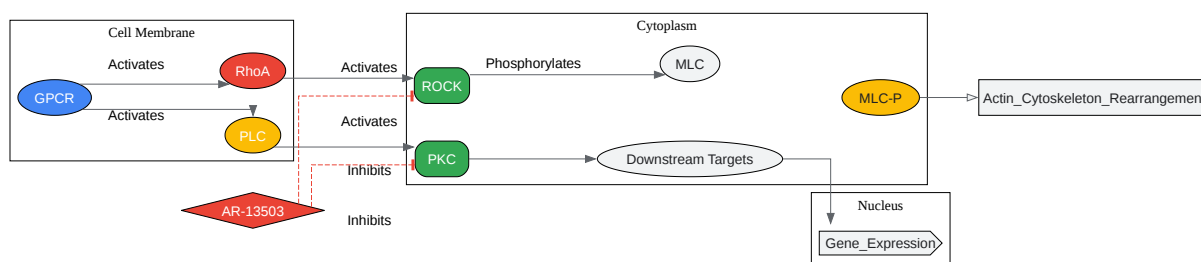 Cell Membrane
Cytoplasm
Activates
RhoA
Activates
Phosphorylates
MLC
ROCK
GPCR
MLC-P
Actin_Cytoskeleton_Rearrangement
Activates
Activates
PLC
PKC
Downstream Targets
Inhibits
AR-13503
Inhibits
Nucleus
Gene_Expression